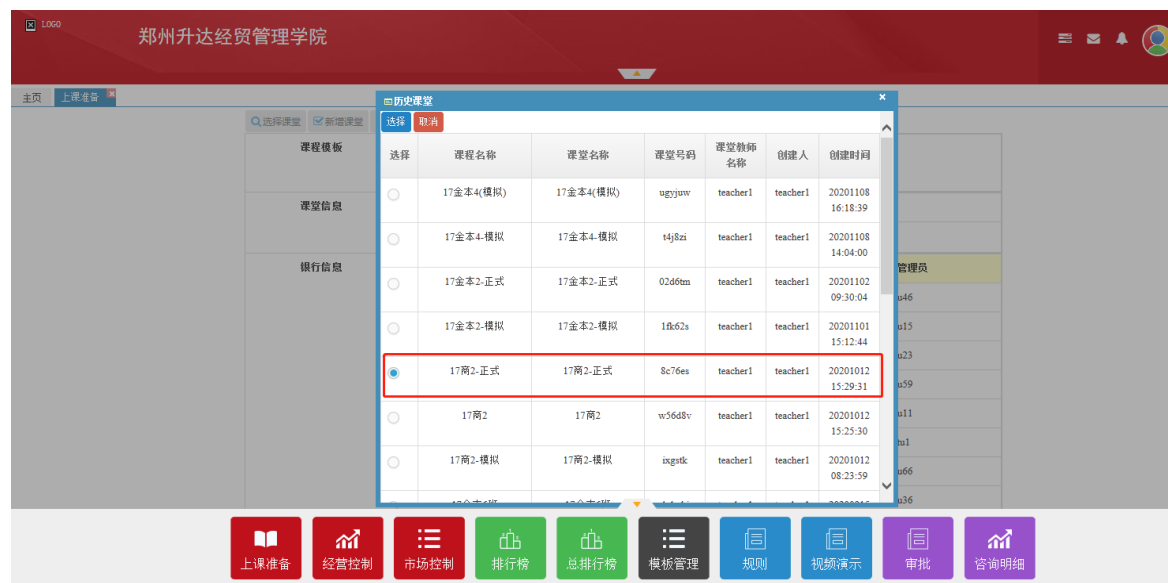 LOGO
郑州升达经贸管理学院
主页 上课准备
选择课堂 新增课堂
历史课堂
选择 取消
选择 课程名称 课堂名称 课堂号码 课堂教师名称 创建人 创建时间
17金本4(模拟) 17金本4(模拟) ugyjuw teacher1 teacher1 20201108 16:18:39
17金本4-模拟 17金本4-模拟 t4j8zi teacher1 teacher1 20201108 14:04:00
17金本2-正式 17金本2-正式 02d6tm teacher1 teacher1 20201102 09:30:04
17金本2-模拟 17金本2-模拟 1fk62s teacher1 teacher1 20201101 15:12:44
17商2-正式 17商2-正式 8c76es teacher1 teacher1 20201012 15:29:31
17商2 17商2 w56d8v teacher1 teacher1 20201012 15:25:30
17商2-模拟 17商2-模拟 ixgstk teacher1 teacher1 20201012 08:23:59
课程模板
课堂信息
银行信息
管理员
u46
u15
u23
u59
u11
tu1
u66
u36
上课准备 经营控制 市场控制 排行榜 总排行榜 模板管理 规则 视频演示 审批 咨询明细